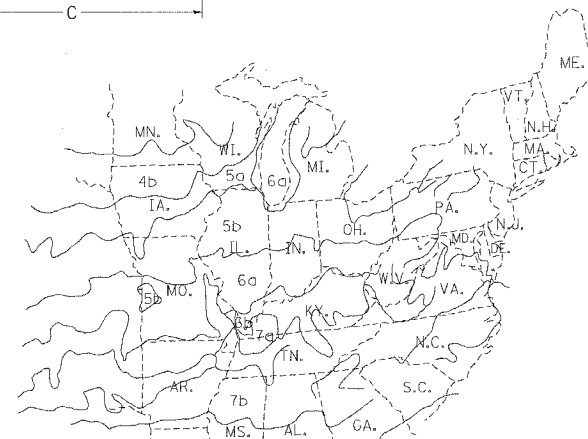 C
ME.
VT.
MN.
N.H.
WI.
N.Y.
MA.
MI.
CT.
4b
5a
6a
IA.
PA.
5b
OH.
N.J.
IL.
IN.
MD.
DE.
6a
W.V.
MO.
VA.
5b
KY.
6b
7a
N.C.
TN.
AR.
S.C.
7b
MS.
AL.
GA.